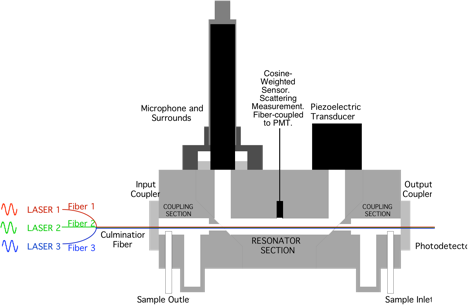 Cosine-
Weighted
Sensor.
Scattering
Measurement.
Fiber-coupled
to PMT.
Microphone and
Surrounds
Piezoelectric
Transducer
Input
Coupler
Output
Coupler
COUPLING
SECTION
COUPLING
SECTION
LASER 1
Fiber 1
LASER 2
Fiber 2
LASER 3
Fiber 3
Culmination
Fiber
RESONATOR
SECTION
Photodetecto
Sample Outle
Sample Inlet